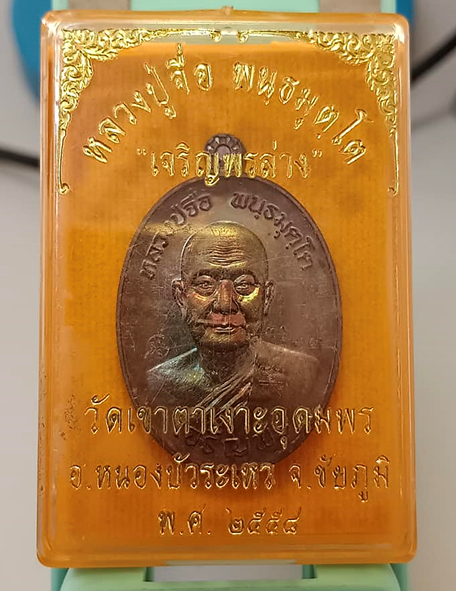 หลวงปู่สื่อ พนฺธมุตฺโต
"เจริญพรล่าง"
หลวงปู่สื่อ พนฺธมุตฺโต
วัดเขาตาเงาะอุดมพร
อ.หนองบัวระเหว จ.ชัยภูมิ
พ.ศ. ๒๕๕๘